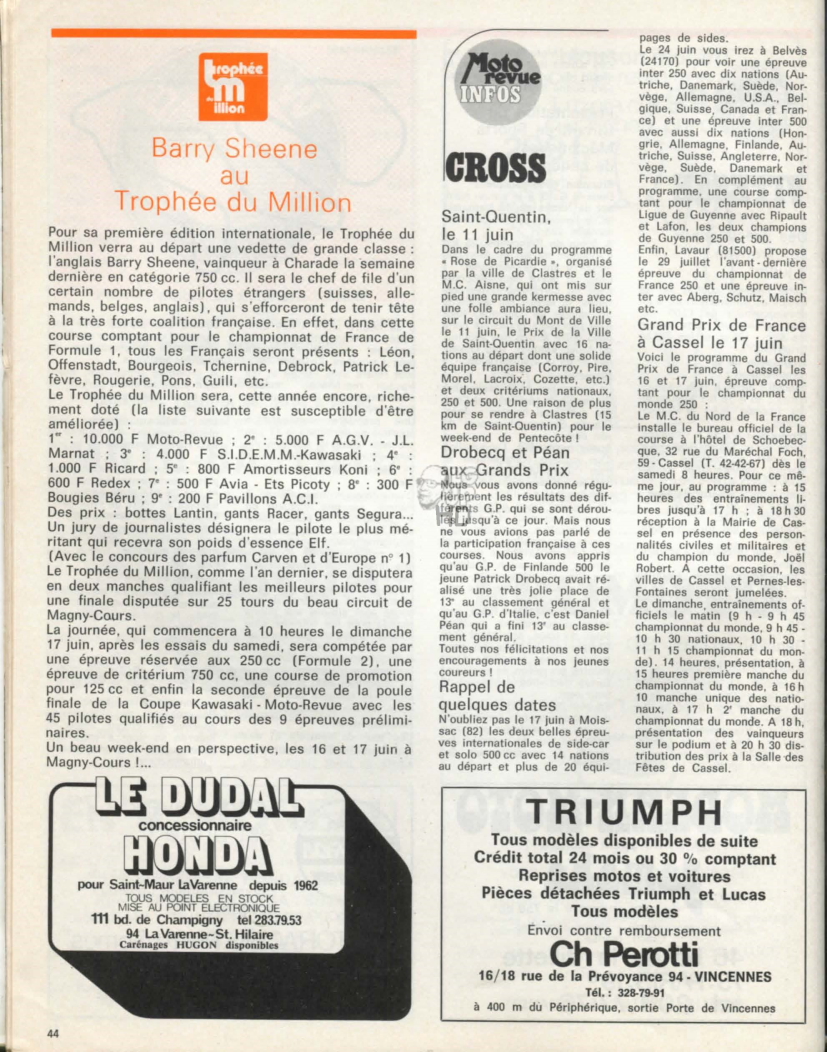 trophée
du
million
Barry Sheene
au
Trophée du Million
Pour sa première édition internationale, le Trophée du
Million verra au départ une vedette de grande classe :
l'anglais Barry Sheene, vainqueur à Charade la semaine
dernière en catégorie 750 cc. Il sera le chef de file d'un
certain nombre de pilotes étrangers (suisses, alle-
mands, belges, anglais), qui s'efforceront de tenir tête
à la très forte coalition française. En effet, dans cette
course comptant pour le championnat de France de
Formule 1, tous les Français seront présents : Léon,
Offenstadt, Bourgeois, Tchernine, Debrock, Patrick Le-
fèvre, Rougerie, Pons, Guili, etc.
Le Trophée du Million sera, cette année encore, riche-
ment doté (la liste suivante est susceptible d'être
améliorée) :
1er : 10.000 F Moto-Revue ; 2e : 5.000 F A.G.V. - J.L.
Marnat ; 3e : 4.000 F S.I.D.E.M.M.-Kawasaki ; 4e :
1.000 F Ricard ; 5e : 800 F Amortisseurs Koni ; 6e :
600 F Redex ; 7e : 500 F Avia - Ets Picoty ; 8e : 300 F
Bougies Béru ; 9e : 200 F Pavillons A.C.I.
Des prix : bottes Lantin, gants Racer, gants Segura...
Un jury de journalistes désignera le pilote le plus mé-
ritant qui recevra son poids d'essence Elf.
(Avec le concours des parfum Carven et d'Europe n° 1)
Le Trophée du Million, comme l'an dernier, se disputera
en deux manches qualifiant les meilleurs pilotes pour
une finale disputée sur 25 tours du beau circuit de
Magny-Cours.
La journée, qui commencera à 10 heures le dimanche
17 juin, après les essais du samedi, sera compétée par
une épreuve réservée aux 250 cc (Formule 2), une
épreuve de critérium 750 cc, une course de promotion
pour 125 cc et enfin la seconde épreuve de la poule
finale de la Coupe Kawasaki - Moto-Revue avec les
45 pilotes qualifiés au cours des 9 épreuves prélimi-
naires.
Un beau week-end en perspective, les 16 et 17 juin à
Magny-Cours !...
LE DUDAL
concessionnaire
HONDA
pour Saint-Maur La Varenne depuis 1962
TOUS MODELES EN STOCK
MISE AU POINT ELECTRONIQUE
111 bd. de Champigny tel 283.79.53
94 La Varenne-St. Hilaire
Carénages HUGON disponibles
44
Moto
revue
INFOS
CROSS
Saint-Quentin,
le 11 juin
Dans le cadre du programme
« Rose de Picardie », organisé
par la ville de Clastres et le
M.C. Aisne, qui ont mis sur
pied une grande kermesse avec
une folle ambiance aura lieu,
sur le circuit du Mont de Ville
le 11 juin, le Prix de la Ville
de Saint-Quentin avec 16 na-
tions au départ dont une solide
équipe française (Corroy, Pire,
Morel, Lacroix, Cozette, etc.)
et deux critériums nationaux,
250 et 500. Une raison de plus
pour se rendre à Clastres (15
km de Saint-Quentin) pour le
week-end de Pentecôte !
Drobecq et Péan
aux Grands Prix
Nous vous avons donné régu-
lièrement les résultats des dif-
férents G.P. qui se sont dérou-
lés jusqu'à ce jour. Mais nous
ne vous avions pas parlé de
la participation française à ces
courses. Nous avons appris
qu'au G.P. de Finlande 500 le
jeune Patrick Drobecq avait ré-
alisé une très jolie place de
13e au classement général et
qu'au G.P. d'Italie, c'est Daniel
Péan qui a fini 13e au classe-
ment général.
Toutes nos félicitations et nos
encouragements à nos jeunes
coureurs !
Rappel de
quelques dates
N'oubliez pas le 17 juin à Mois-
sac (82) les deux belles épreu-
ves internationales de side-car
et solo 500 cc avec 14 nations
au départ et plus de 20 équi-
pages de sides.
Le 24 juin vous irez à Belvès
(24170) pour voir une épreuve
inter 250 avec dix nations (Au-
triche, Danemark, Suède, Nor-
vège, Allemagne, U.S.A., Bel-
gique, Suisse, Canada et Fran-
ce) et une épreuve inter 500
avec aussi dix nations (Hon-
grie, Allemagne, Finlande, Au-
triche, Suisse, Angleterre, Nor-
vège, Suède, Danemark et
France). En complément au
programme, une course comp-
tant pour le championnat de
Ligue de Guyenne avec Ripault
et Lafon, les deux champions
de Guyenne 250 et 500.
Enfin, Lavaur (81500) propose
le 29 juillet l'avant-dernière
épreuve du championnat de
France 250 et une épreuve in-
ter avec Aberg, Schutz, Maisch
etc.
Grand Prix de France
à Cassel le 17 juin
Voici le programme du Grand
Prix de France à Cassel les
16 et 17 juin, épreuve comp-
tant pour le championnat du
monde 250 :
Le M.C. du Nord de la France
installe le bureau officiel de la
course à l'hôtel de Schoebec-
que, 32 rue du Maréchal Foch,
59 - Cassel (T. 42-42-67) dès le
samedi 8 heures. Pour ce mê-
me jour, au programme : à 15
heures des entraînements li-
bres jusqu'à 17 h ; à 18 h 30
réception à la Mairie de Cas-
sel en présence des person-
nalités civiles et militaires et
du champion du monde, Joël
Robert. A cette occasion, les
villes de Cassel et Pernes-les-
Fontaines seront jumelées.
Le dimanche, entraînements of-
ficiels le matin (9 h - 9 h 45
championnat du monde, 9 h 45 -
10 h 30 nationaux, 10 h 30 -
11 h 15 championnat du mon-
de). 14 heures, présentation, à
15 heures première manche du
championnat du monde, à 16 h
10 manche unique des natio-
naux, à 17 h 2e manche du
championnat du monde. A 18 h,
présentation des vainqueurs
sur le podium et à 20 h 30 dis-
tribution des prix à la Salle des
Fêtes de Cassel.
TRIUMPH
Tous modèles disponibles de suite
Crédit total 24 mois ou 30 % comptant
Reprises motos et voitures
Pièces détachées Triumph et Lucas
Tous modèles
Envoi contre remboursement
Ch Perotti
16/18 rue de la Prévoyance 94 - VINCENNES
Tél. : 328-79-91
à 400 m du Périphérique, sortie Porte de Vincennes